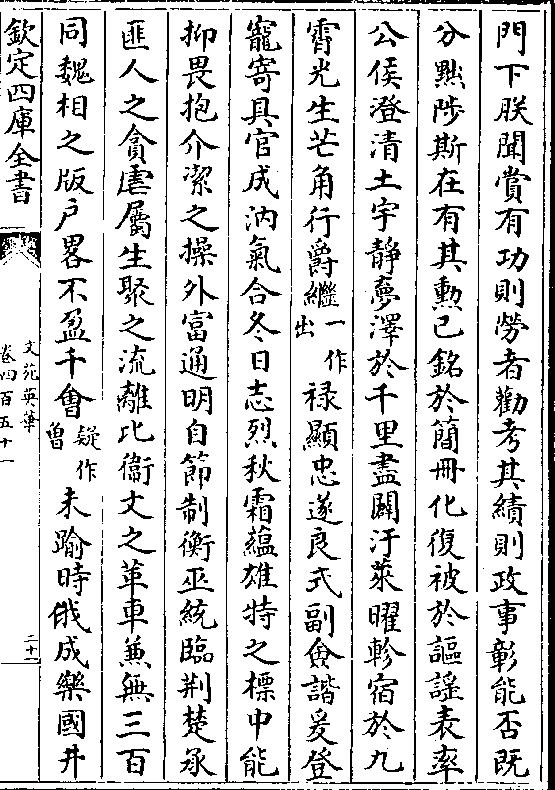 門下朕聞賞有功則勞者勸考其績則政事彰能否既
分黜陟斯在有其勲已銘於簡冊化復被於謳謡表率
公侯澄清土宇静夢澤於千里盡闢汙萊曜軫宿於九
霄光生芒角行爵繼一作出禄顯忠遂良式副僉諧爰登
寵寄具官成汭氣合冬日志烈秋霜藴雄特之標中能
抑畏抱介潔之操外富通明自節制衡巫統臨荆楚承
匪人之貪虐屬生聚之流離比衞文之革車兼無三百
同魏相之版户畧不盈千㑹疑作曽未踰時俄成樂國井
欽定四庫全書
文苑英華
卷四百五十一
二十一